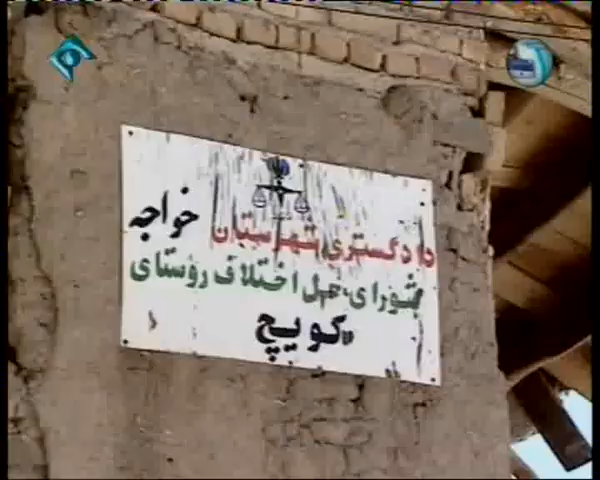 دادگستری شهرستان خواجه
شورای حل اختلاف روستای
کویچ